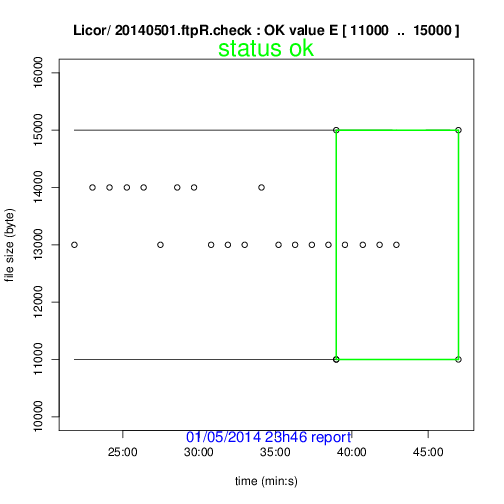 Licor/ 20140501.ftpR.check : OK value E [ 11000 .. 15000 ]
status ok
16000
15000
14000
13000
12000
11000
10000
file size (byte)
01/05/2014 23h46 report
25:00 30:00 35:00 40:00 45:00
time (min:s)